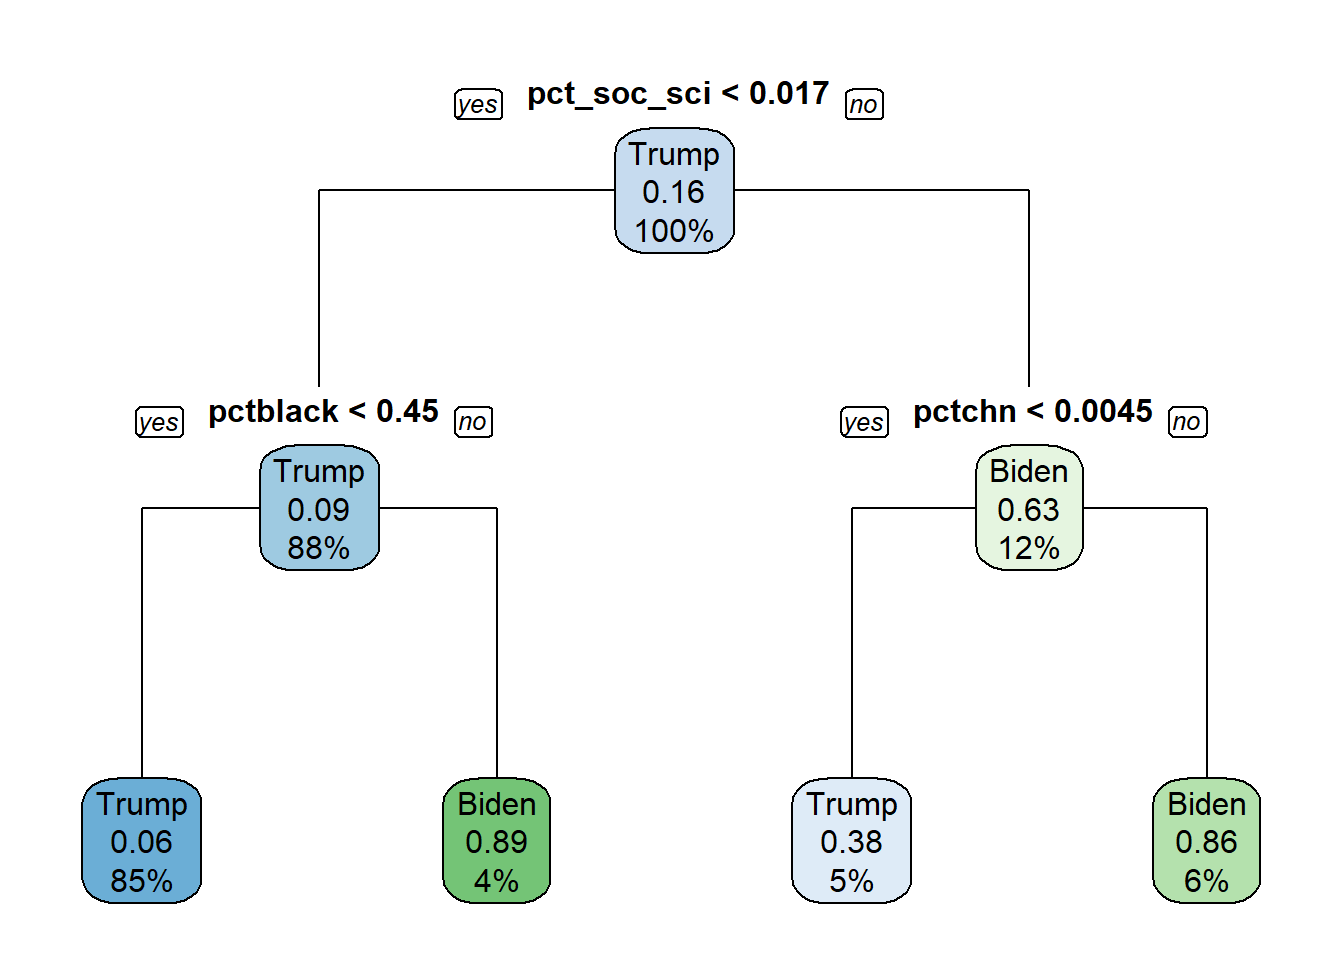 yes pct_soc_sci < 0.017 no
Trump
0.16
100%
yes pctblack < 0.45 no
yes pctchn < 0.0045 no
Trump
0.09
88%
Biden
0.63
12%
Trump
0.06
85%
Biden
0.89
4%
Trump
0.38
5%
Biden
0.86
6%